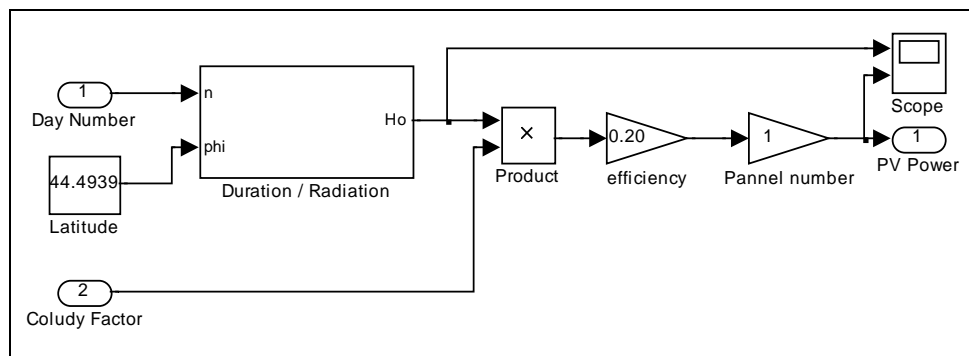 1
Day Number
44.4939
Latitude
2
Coludy Factor
n
phi
Ho
Duration / Radiation
×
Product
0.20
efficiency
1
Pannel number
Scope
1
PV Power